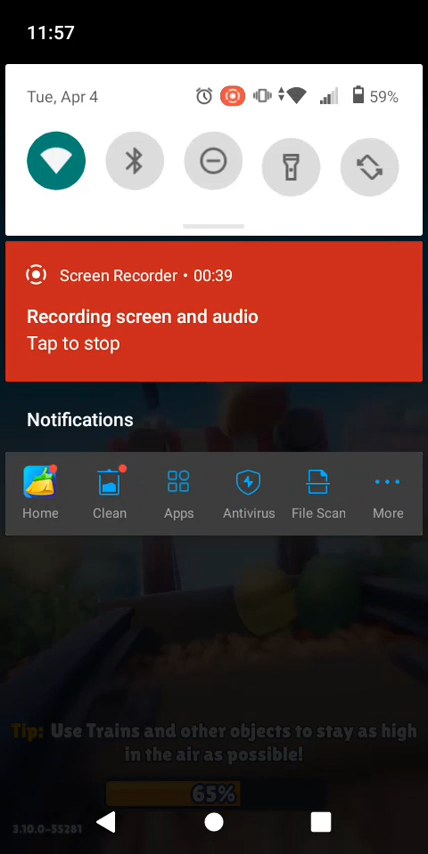 11:57
Tue, Apr 4
59%
Screen Recorder • 00:39
Recording screen and audio
Tap to stop
Notifications
Home Clean Apps Antivirus File Scan More
Tip: Use Trains and other objects to stay as high
in the air as possible!
65%
3.10.0-55281